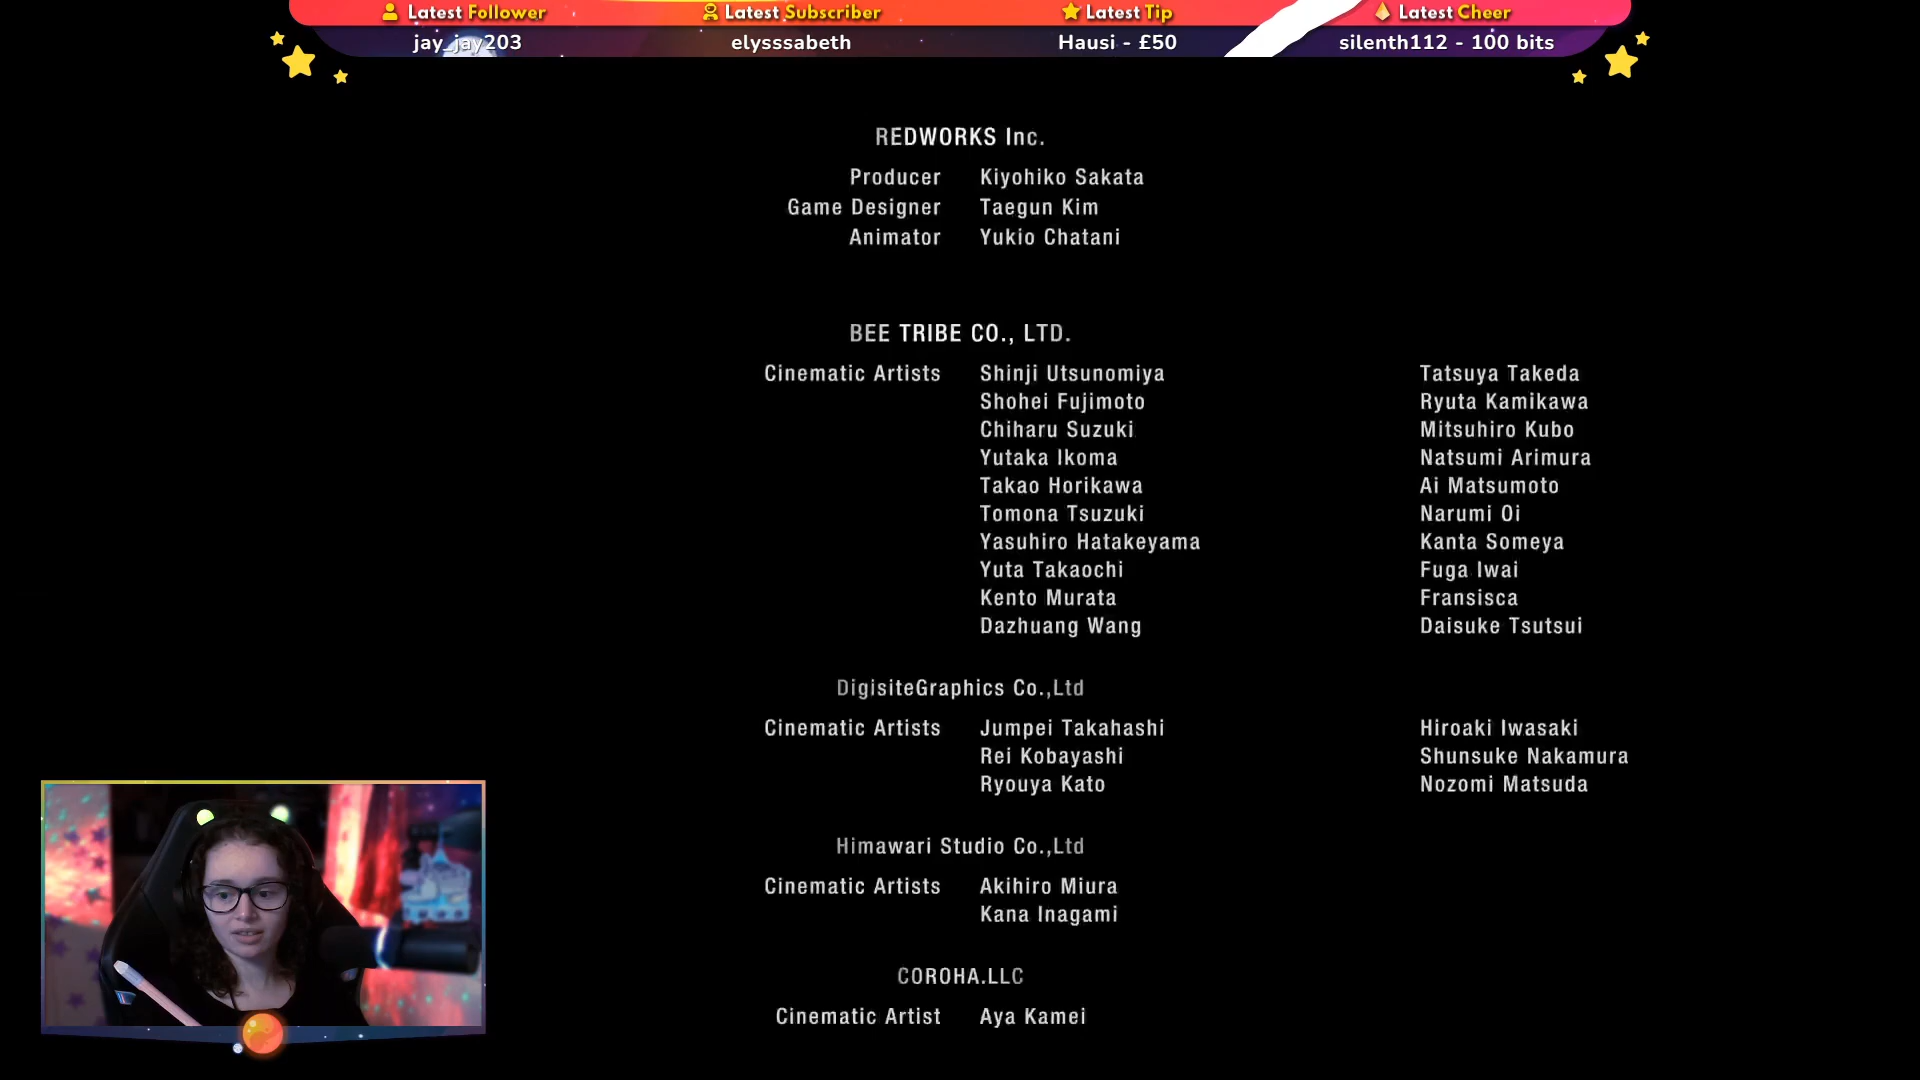 Latest Follower
jay_jay203
Latest Subscriber
elysssabeth
Latest Tip
Hausi - £50
Latest Cheer
silenth112 - 100 bits
REDWORKS Inc.
Producer Kiyohiko Sakata
Game Designer Taegun Kim
Animator Yukio Chatani
BEE TRIBE CO., LTD.
Cinematic Artists Shinji Utsunomiya Tatsuya Takeda
Shohei Fujimoto Ryuta Kamikawa
Chiharu Suzuki Mitsuhiro Kubo
Yutaka Ikoma Natsumi Arimura
Takao Horikawa Ai Matsumoto
Tomona Tsuzuki Narumi Oi
Yasuhiro Hatakeyama Kanta Someya
Yuta Takaochi Fuga Iwai
Kento Murata Fransisca
Dazhuang Wang Daisuke Tsutsui
DigisiteGraphics Co.,Ltd
Cinematic Artists Jumpei Takahashi Hiroaki Iwasaki
Rei Kobayashi Shunsuke Nakamura
Ryouya Kato Nozomi Matsuda
Himawari Studio Co.,Ltd
Cinematic Artists Akihiro Miura
Kana Inagami
COROHA.LLC
Cinematic Artist Aya Kamei